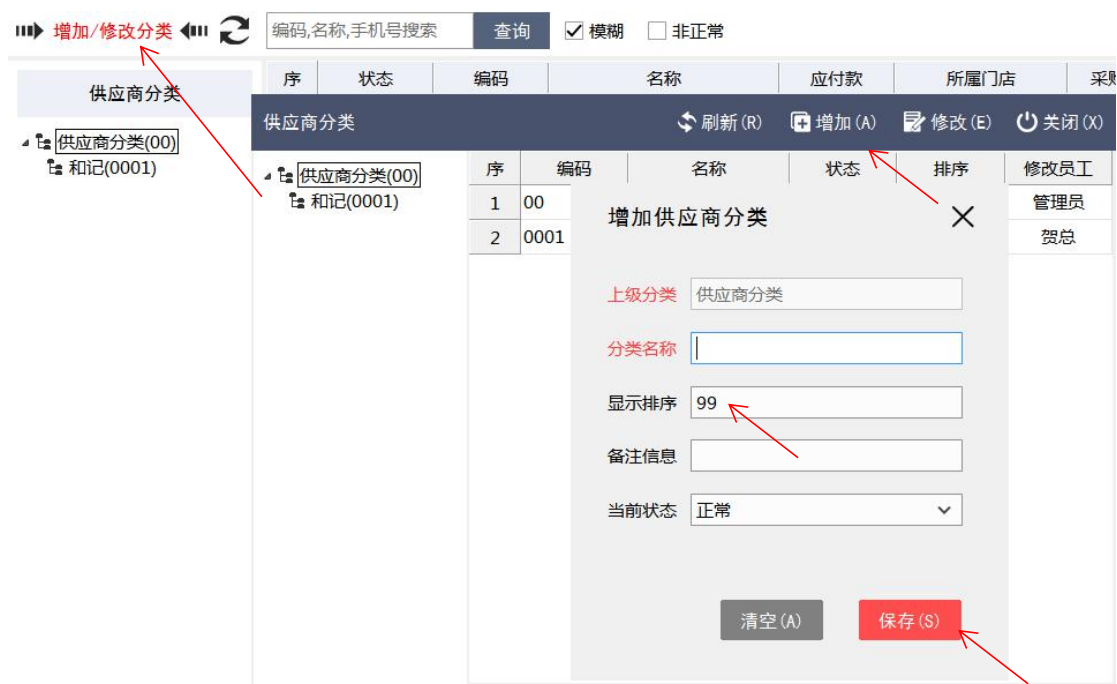 增加/修改分类
编码,名称,手机号搜索
查询
模糊
非正常
供应商分类
序 状态 编码 名称 应付款 所属门店 采购
供应商分类(00)
和记(0001)
供应商分类 刷新(R) 增加(A) 修改(E) 关闭(X)
供应商分类(00)
和记(0001)
序 编码 名称 状态 排序 修改员工
1 00 管理员
2 0001 贺总
增加供应商分类
上级分类 供应商分类
分类名称
显示排序 99
备注信息
当前状态 正常
清空(A) 保存(S)